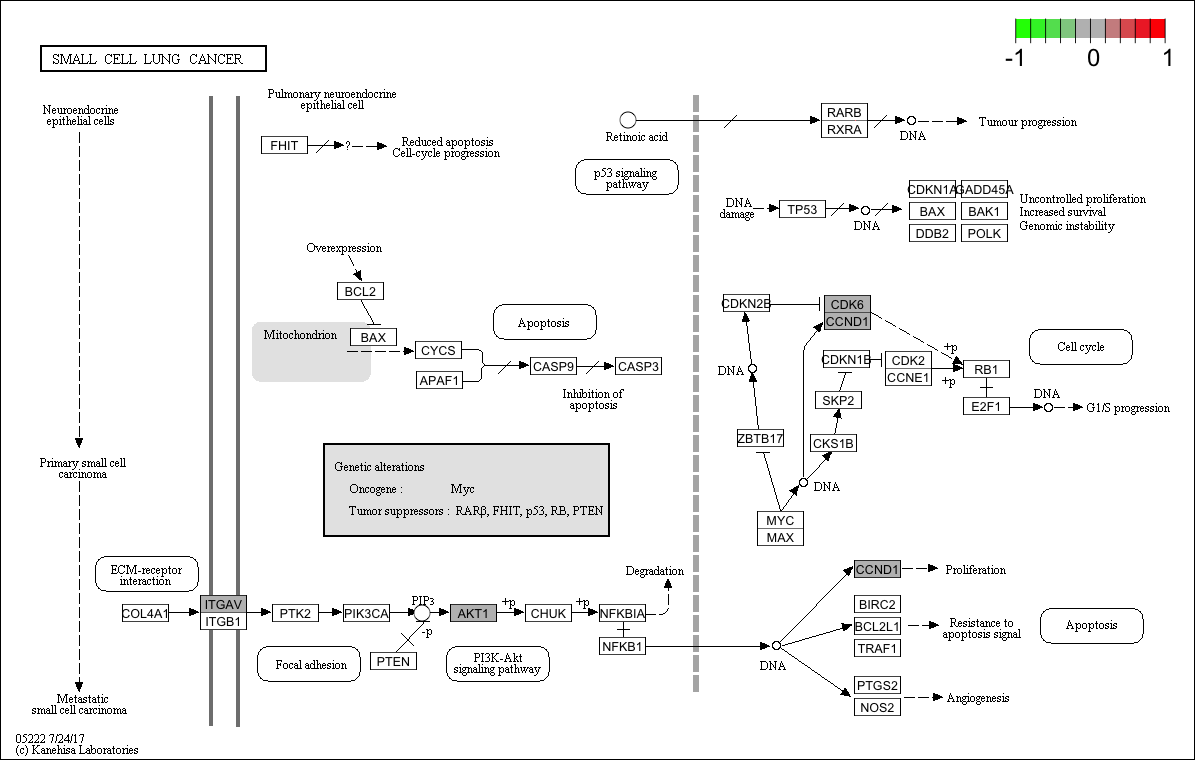 -1 0 1
SMALL CELL LUNG CANCER
Neuroendocrine
epithelial cells
Pulmonary neuroendocrine
epithelial cell
FHIT
?
Reduced apoptosis
Cell-cycle progression
Retinoic acid
RARB
RXRA
DNA
Tumour progression
p53 signaling
pathway
DNA
damage
TP53
DNA
CDKN1A
GADD45A
BAX
BAK1
DDB2
POLK
Uncontrolled proliferation
Increased survival
Genomic instability
Overexpression
BCL2
Mitochondrion
BAX
CYCS
APAF1
Apoptosis
CASP9
CASP3
Inhibition of
apoptosis
CDKN2B
CDK6
CCND1
DNA
CDKN1B
CDK2
CCNE1
+p
+p
RB1
Cell cycle
SKP2
E2F1
DNA
G1/S progression
ZBTB17
CKS1B
DNA
MYC
MAX
Primary small cell
carcinoma
Genetic alterations
Oncogene : Myc
Tumor suppressors : RARβ, FHIT, p53, RB, PTEN
ECM-receptor
interaction
COL4A1
ITGAV
ITGB1
PTK2
PIK3CA
PIP3
-p
PTEN
AKT1
+p
CHUK
+p
NFKBIA
NFKB1
Degradation
Focal adhesion
PI3K-Akt
signaling pathway
DNA
CCND1
Proliferation
BIRC2
BCL2L1
TRAF1
Resistance to
apoptosis signal
Apoptosis
PTGS2
NOS2
Angiogenesis
Metastatic
small cell carcinoma
05222 7/24/17
(c) Kanehisa Laboratories